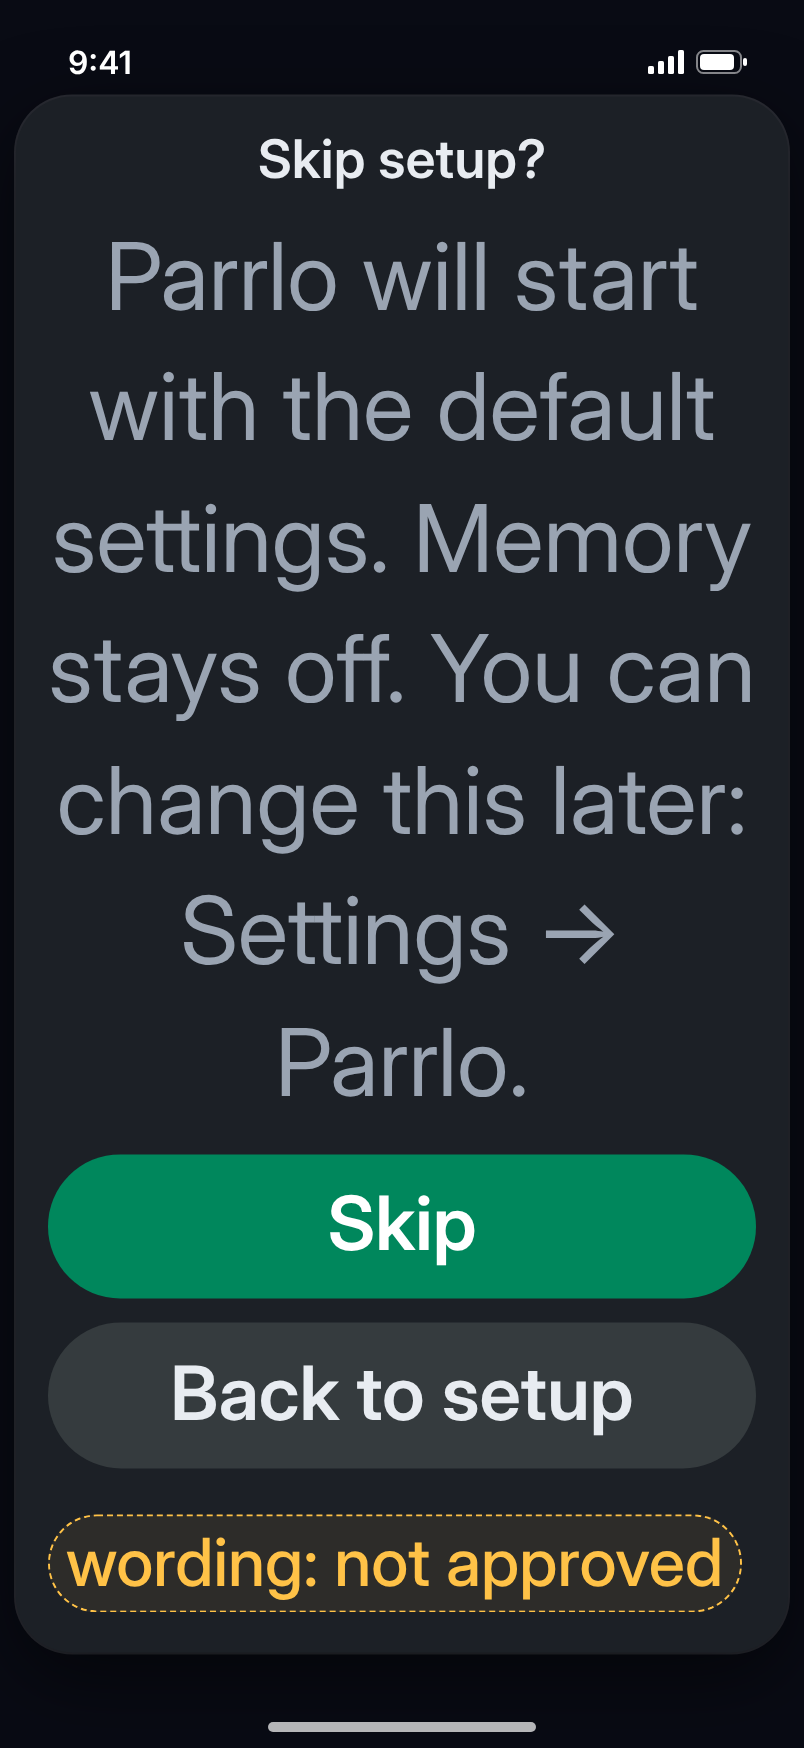 9:41
Skip setup?
Parrlo will start
with the default
settings. Memory
stays off. You can
change this later:
Settings →
Parrlo.
Skip
Back to setup
wording: not approved